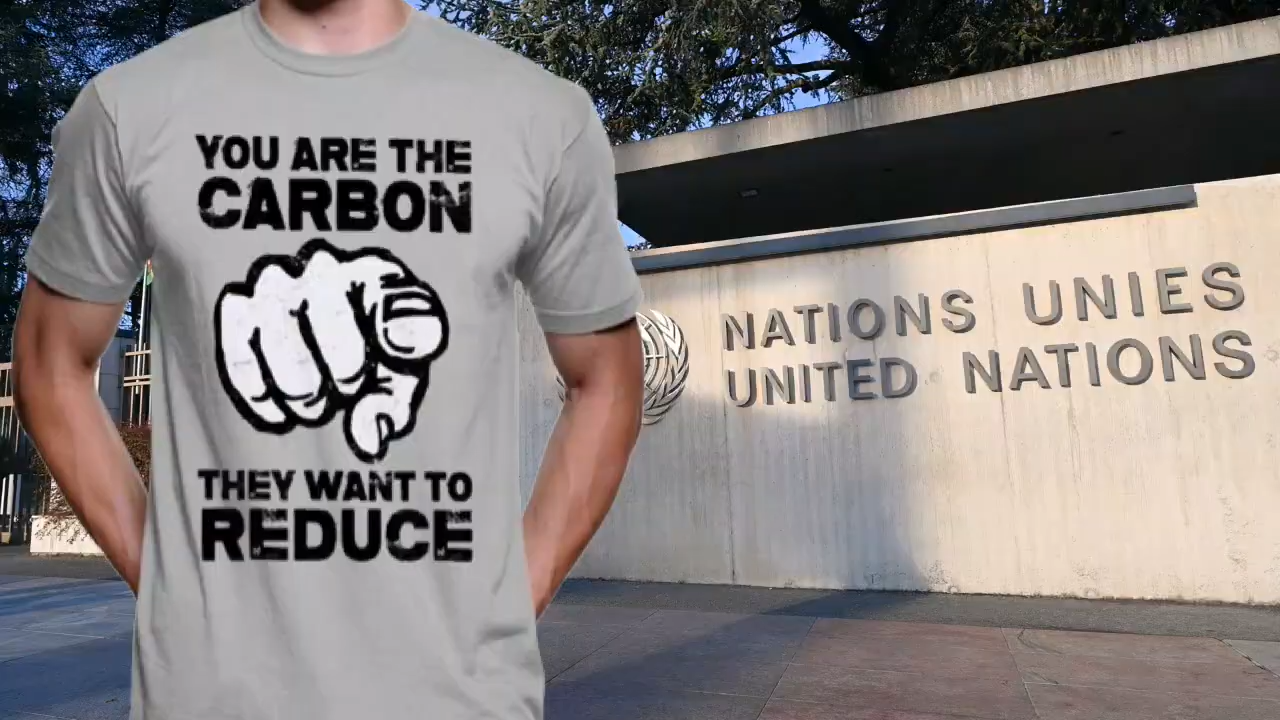 YOU ARE THE
CARBON
THEY WANT TO
REDUCE
NATIONS UNIES
UNITED NATIONS